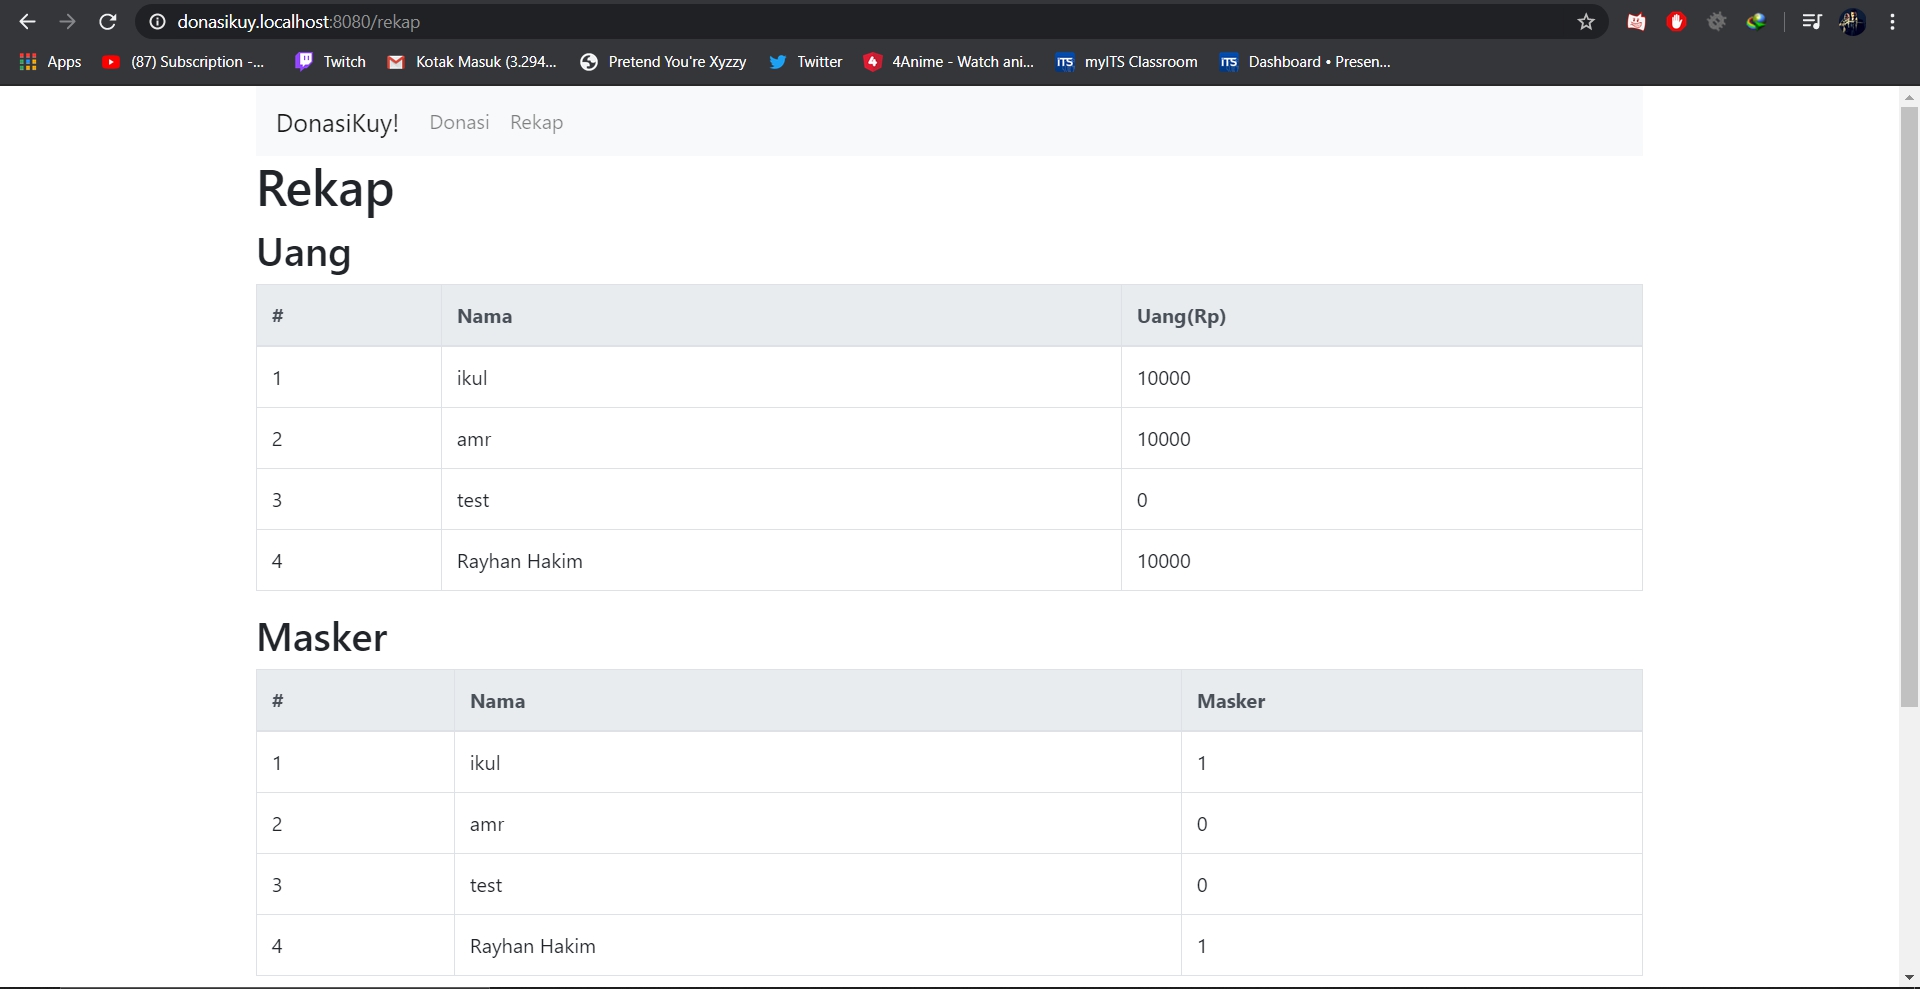 donasikuy.localhost:8080/rekap
Apps (87) Subscription -... Twitch Kotak Masuk (3.294... Pretend You're Xyzzy Twitter 4 4Anime - Watch ani... ITS myITS Classroom ITS Dashboard • Presen...
DonasiKuy! Donasi Rekap
Rekap
Uang
# Nama Uang(Rp)
1 ikul 10000
2 amr 10000
3 test 0
4 Rayhan Hakim 10000
Masker
# Nama Masker
1 ikul 1
2 amr 0
3 test 0
4 Rayhan Hakim 1